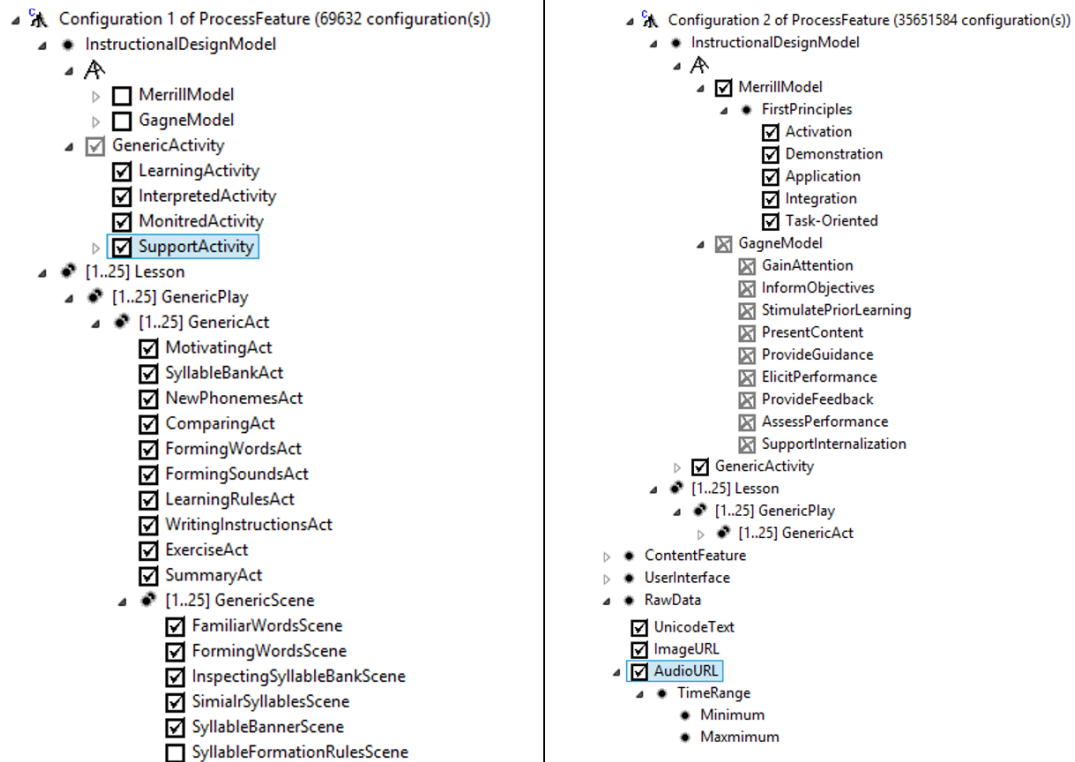 Configuration 1 of ProcessFeature (69632 configuration(s))
InstructionalDesignModel
MerrillModel
GagneModel
GenericActivity
LearningActivity
InterpretedActivity
MonitredActivity
SupportActivity
[1..25] Lesson
[1..25] GenericPlay
[1..25] GenericAct
MotivatingAct
SyllableBankAct
NewPhonemesAct
ComparingAct
FormingWordsAct
FormingSoundsAct
LearningRulesAct
WritingInstructionsAct
ExerciseAct
SummaryAct
[1..25] GenericScene
FamiliarWordsScene
FormingWordsScene
InspectingSyllableBankScene
SimialrSyllablesScene
SyllableBannerScene
SyllableFormationRulesScene
Configuration 2 of ProcessFeature (35651584 configuration(s))
InstructionalDesignModel
MerrillModel
FirstPrinciples
Activation
Demonstration
Application
Integration
Task-Oriented
GagneModel
GainAttention
InformObjectives
StimulatePriorLearning
PresentContent
ProvideGuidance
ElicitPerformance
ProvideFeedback
AssessPerformance
SupportInternalization
GenericActivity
[1..25] Lesson
[1..25] GenericPlay
[1..25] GenericAct
ContentFeature
UserInterface
RawData
UnicodeText
ImageURL
AudioURL
TimeRange
Minimum
Maxmimum